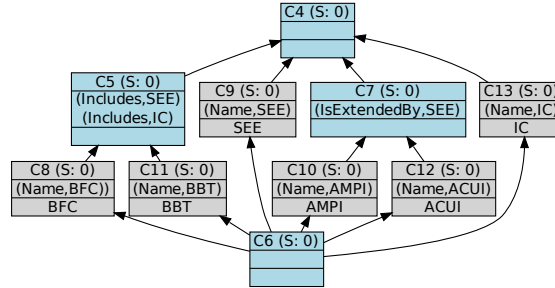 C4 (S: 0)
C5 (S: 0)
(Includes,SEE)
(Includes,IC)
C9 (S: 0)
(Name,SEE)
SEE
C7 (S: 0)
(IsExtendedBy,SEE)
C13 (S: 0)
(Name,IC)
IC
C8 (S: 0)
(Name,BFC))
BFC
C11 (S: 0)
(Name,BBT)
BBT
C10 (S: 0)
(Name,AMPI)
AMPI
C12 (S: 0)
(Name,ACUI)
ACUI
C6 (S: 0)